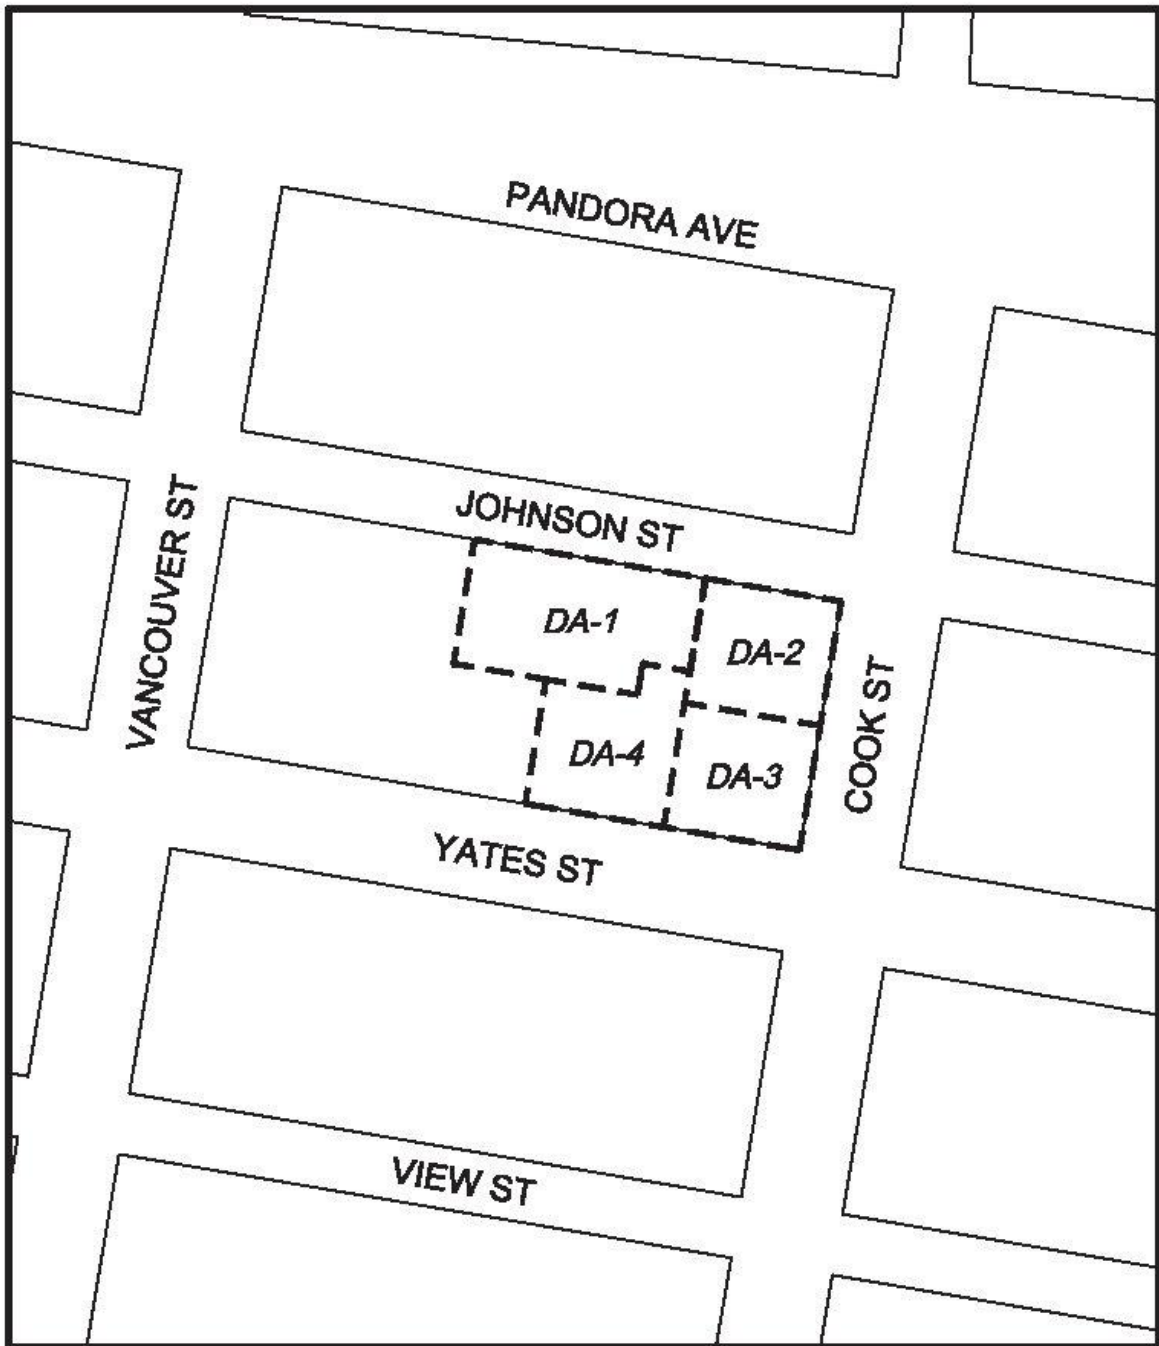 PANDORA AVE
JOHNSON ST
VANCOUVER ST
DA-1
DA-2
COOK ST
DA-4
DA-3
YATES ST
VIEW ST